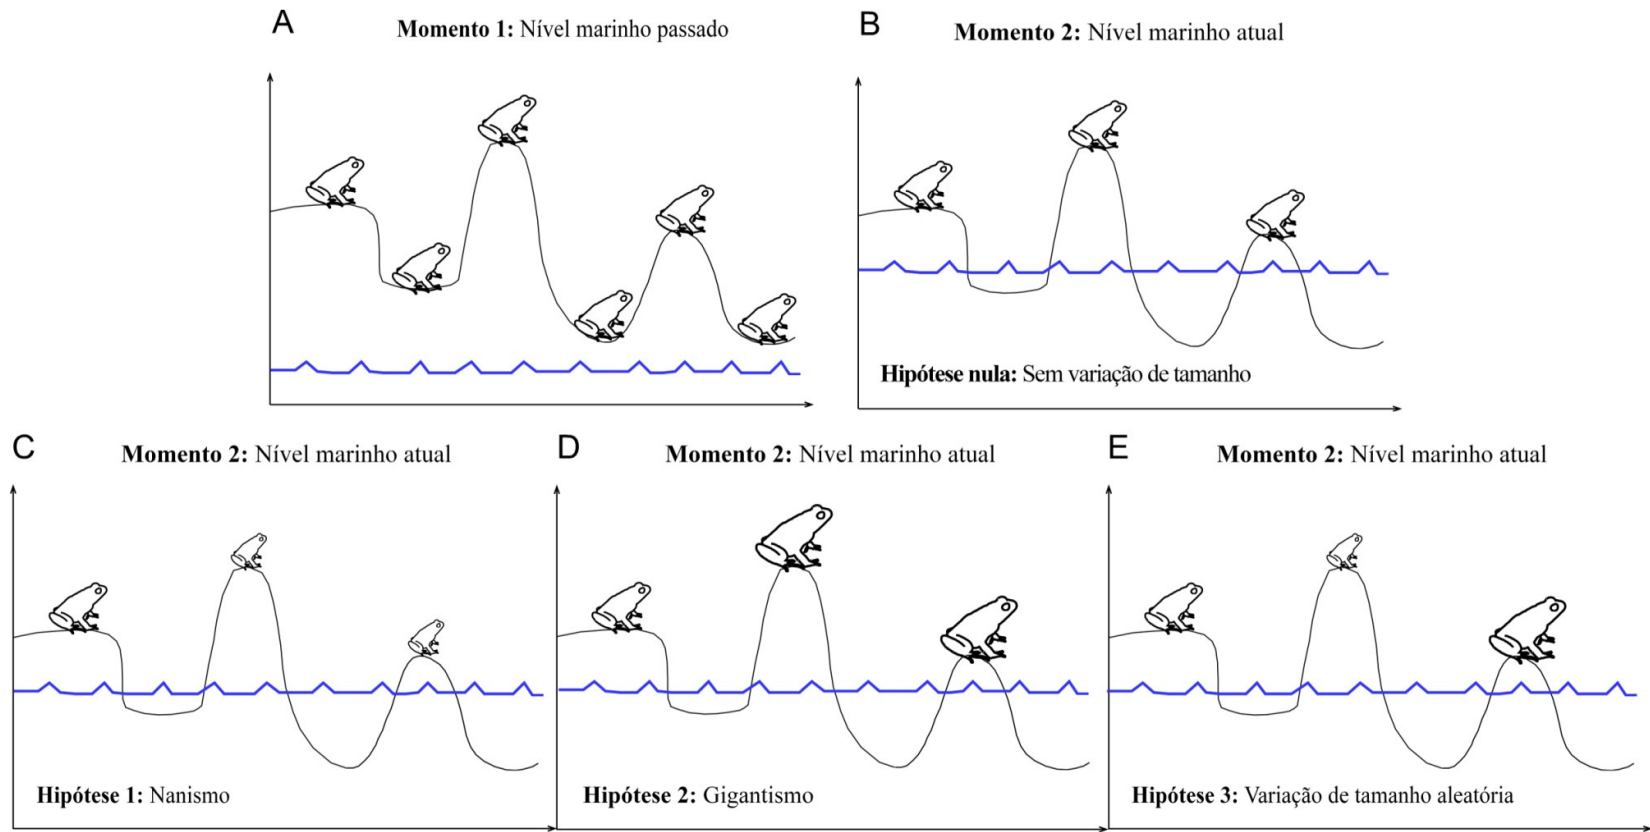 A
Momento 1: Nível marinho passado
B
Momento 2: Nível marinho atual
Hipótese nula: Sem variação de tamanho
C
Momento 2: Nível marinho atual
Hipótese 1: Nanismo
D
Momento 2: Nível marinho atual
Hipótese 2: Gigantismo
E
Momento 2: Nível marinho atual
Hipótese 3: Variação de tamanho aleatória